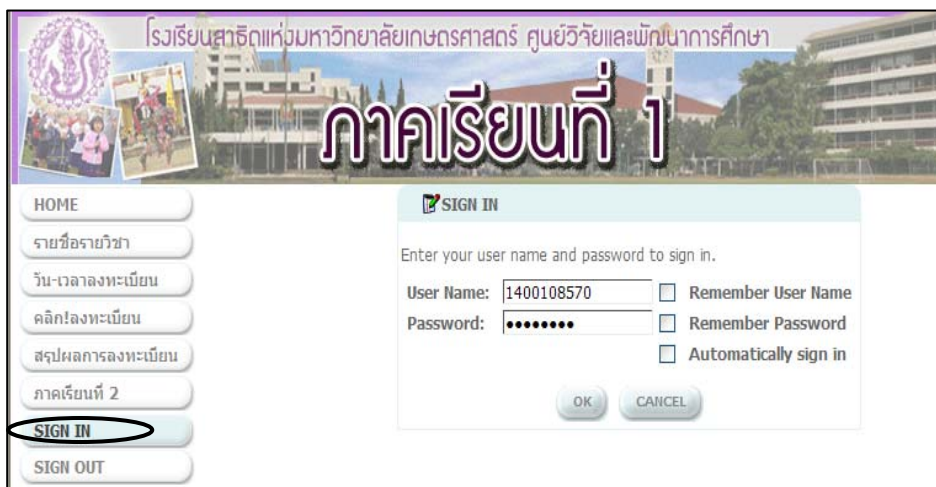 โรงเรียนสาธิตแห่งมหาวิทยาลัยเกษตรศาสตร์ ศูนย์วิจัยและพัฒนาการศึกษา
ภาคเรียนที่ 1
HOME
รายชื่อรายวิชา
วัน-เวลาลงทะเบียน
คลิก!ลงทะเบียน
สรุปผลการลงทะเบียน
ภาคเรียนที่ 2
SIGN IN
SIGN OUT
SIGN IN
Enter your user name and password to sign in.
User Name: 1400108570 Remember User Name
Password: •••••••• Remember Password
Automatically sign in
OK CANCEL